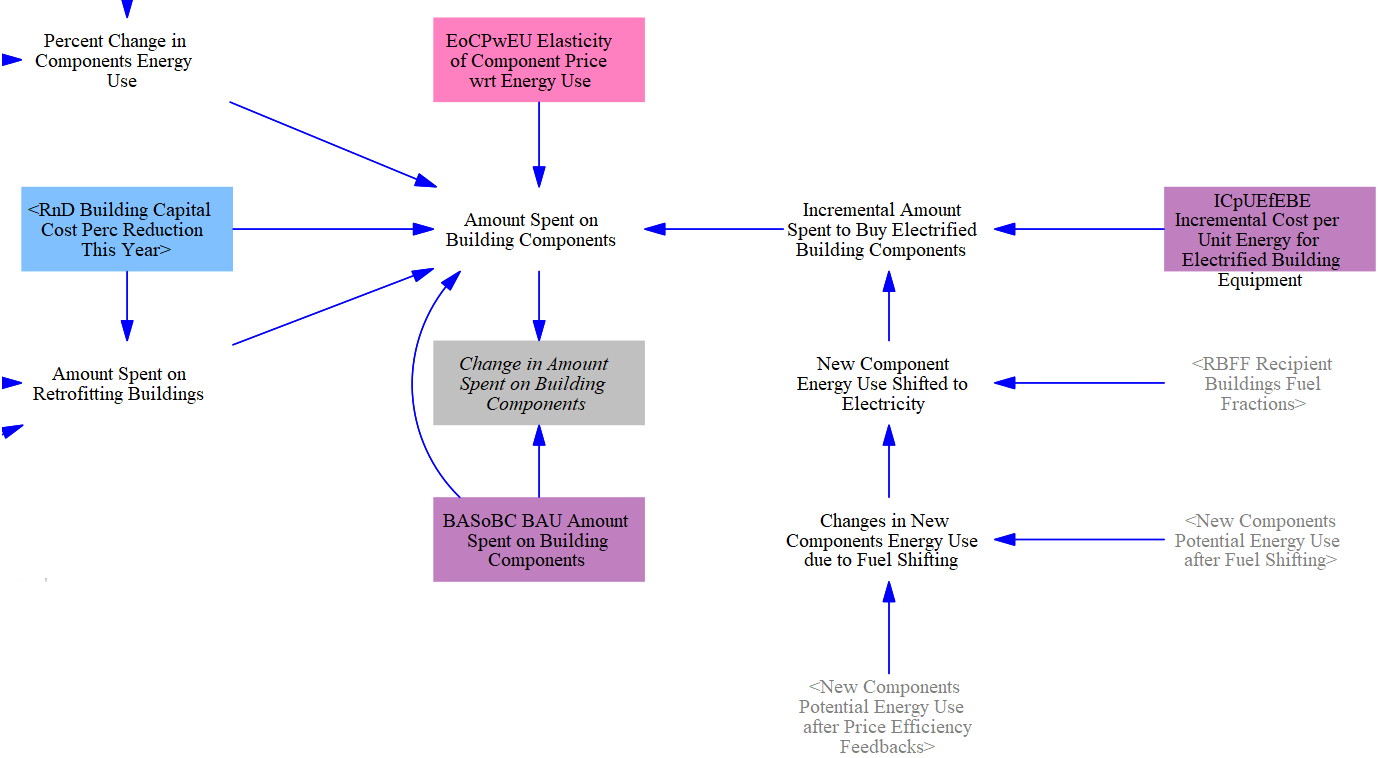 Percent Change in
Components Energy
Use
EoCPwEU Elasticity
of Component Price
wrt Energy Use
<RnD Building Capital
Cost Perc Reduction
This Year>
Amount Spent on
Building Components
Incremental Amount
Spent to Buy Electrified
Building Components
ICpUEfEBE
Incremental Cost per
Unit Energy for
Electrified Building
Equipment
Amount Spent on
Retrofitting Buildings
Change in Amount
Spent on Building
Components
New Component
Energy Use Shifted to
Electricity
<RBFF Recipient
Buildings Fuel
Fractions>
BASoBC BAU Amount
Spent on Building
Components
Changes in New
Components Energy Use
due to Fuel Shifting
<New Components
Potential Energy Use
after Fuel Shifting>
<New Components
Potential Energy Use
after Price Efficiency
Feedbacks>